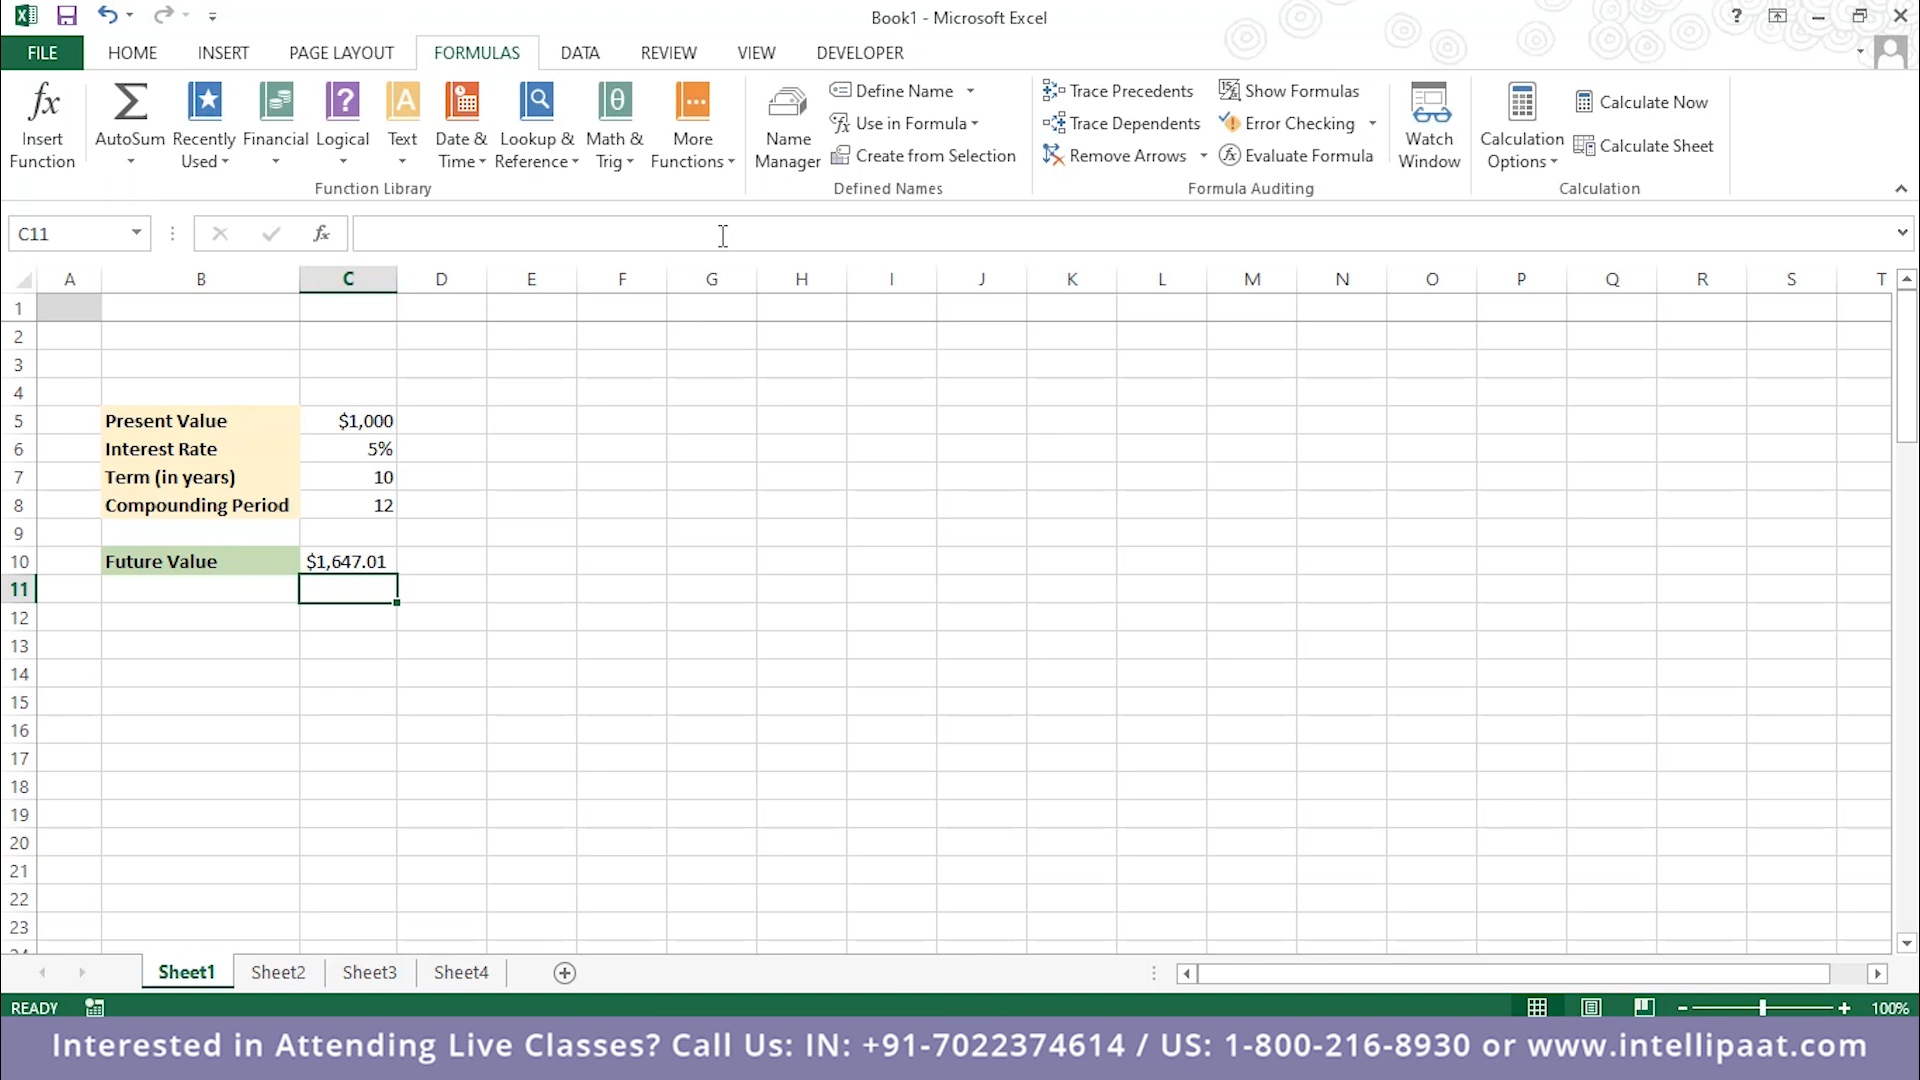 Book1 - Microsoft Excel
?
FILE HOME INSERT PAGE LAYOUT FORMULAS DATA REVIEW VIEW DEVELOPER
fx Insert Function
Σ AutoSum
Recently Used
Financial
Logical
A Text
Date & Time
Lookup & Reference
θ Math & Trig
More Functions
Function Library
Name Manager
Define Name
Use in Formula
Create from Selection
Defined Names
Trace Precedents
Trace Dependents
Remove Arrows
Show Formulas
Error Checking
Evaluate Formula
Formula Auditing
Watch Window
Calculation Options
Calculate Now
Calculate Sheet
Calculation
C11 fx
A B C D E F G H I J K L M N O P Q R S T
1
2
3
4
5 Present Value $1,000
6 Interest Rate 5%
7 Term (in years) 10
8 Compounding Period 12
9
10 Future Value $1,647.01
11
12
13
14
15
16
17
18
19
20
21
22
23
Sheet1 Sheet2 Sheet3 Sheet4
READY 100%
Interested in Attending Live Classes? Call Us: IN: +91-7022374614 / US: 1-800-216-8930 or www.intellipaat.com